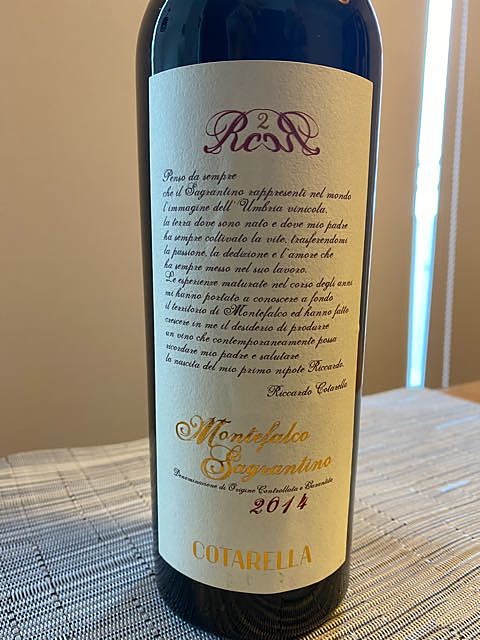 RcRR
2
Penso da sempre
che il Sagrantino rappresenti nel mondo
l'immagine dell' Umbria vinicola,
la terra dove sono nato e dove mio padre
ha sempre coltivato la vite, trasferendomi
la passione, la dedizione e l'amore che
ha sempre messo nel suo lavoro.
Le esperienze maturate nel corso degli anni
mi hanno portato a conoscere a fondo
il territorio di Montefalco ed hanno fatto
crescere in me il desiderio di produrre
un vino che contemporaneamente possa
ricordare mio padre e salutare
la nascita del mio primo nipote Riccardo.
Riccardo Cotarella
Montefalco
Sagrantino
Denominazione di Origine Controllata e Garantita
2014
COTARELLA